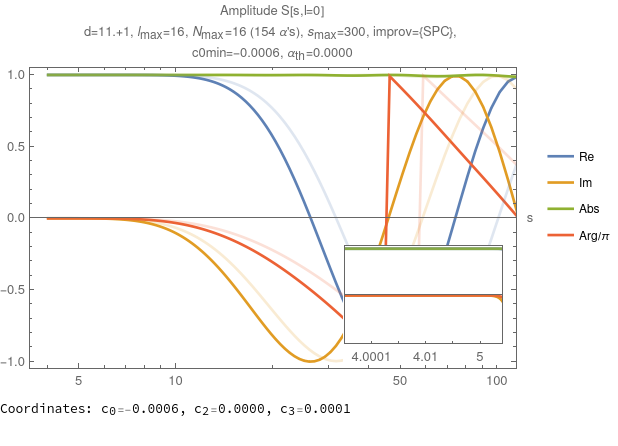 Amplitude S[s,l=0]
d=11.+1, lmax=16, Nmax=16 (154 α's), smax=300, improv={SPC},
c0min=-0.0006, αth=0.0000
1.0
0.5
0.0
-0.5
-1.0
s
Re
Im
Abs
Arg/π
4.0001 4.01 5
5 10 50 100
Coordinates: c0=-0.0006, c2=0.0000, c3=0.0001